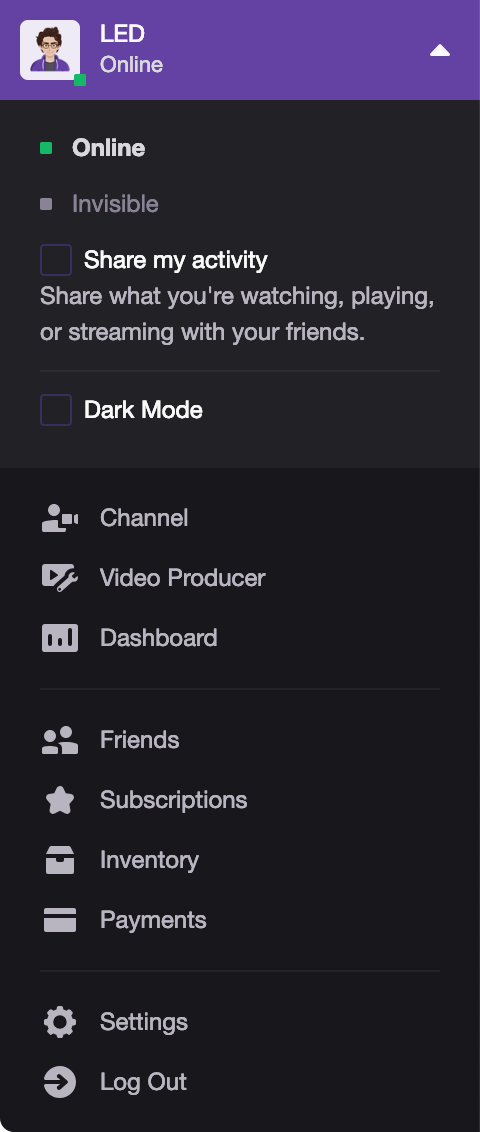 LED
Online
Online
Invisible
Share my activity
Share what you're watching, playing,
or streaming with your friends.
Dark Mode
Channel
Video Producer
Dashboard
Friends
Subscriptions
Inventory
Payments
Settings
Log Out